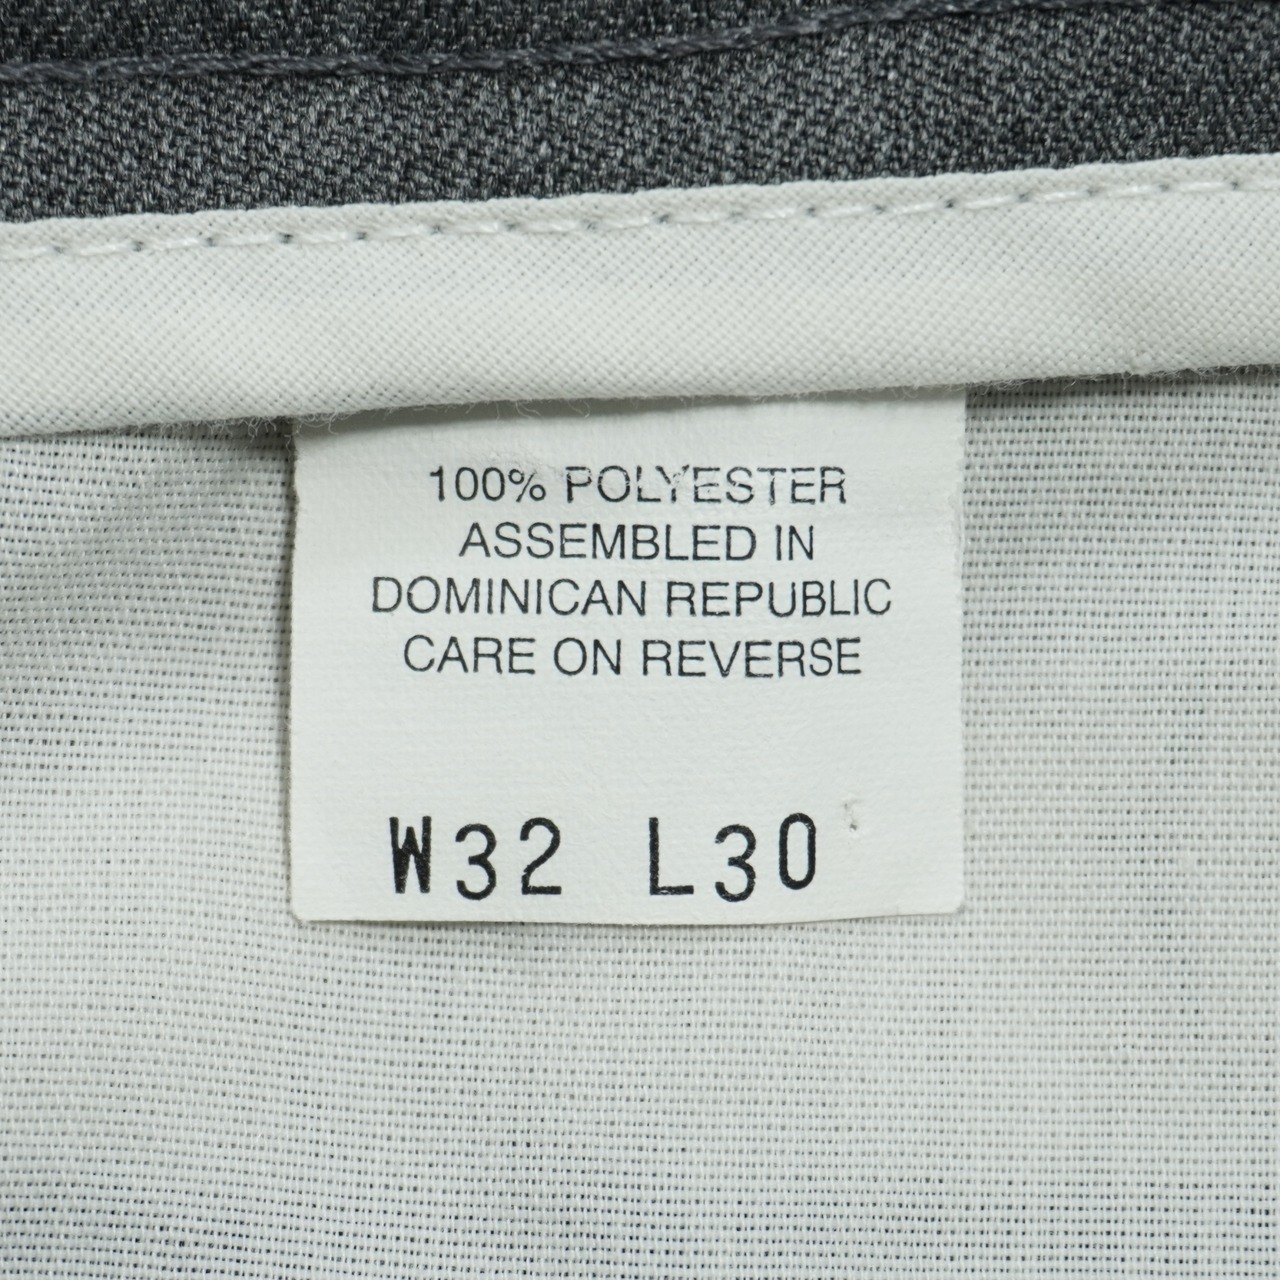 100% POLYESTER
ASSEMBLED IN
DOMINICAN REPUBLIC
CARE ON REVERSE
W32 L30